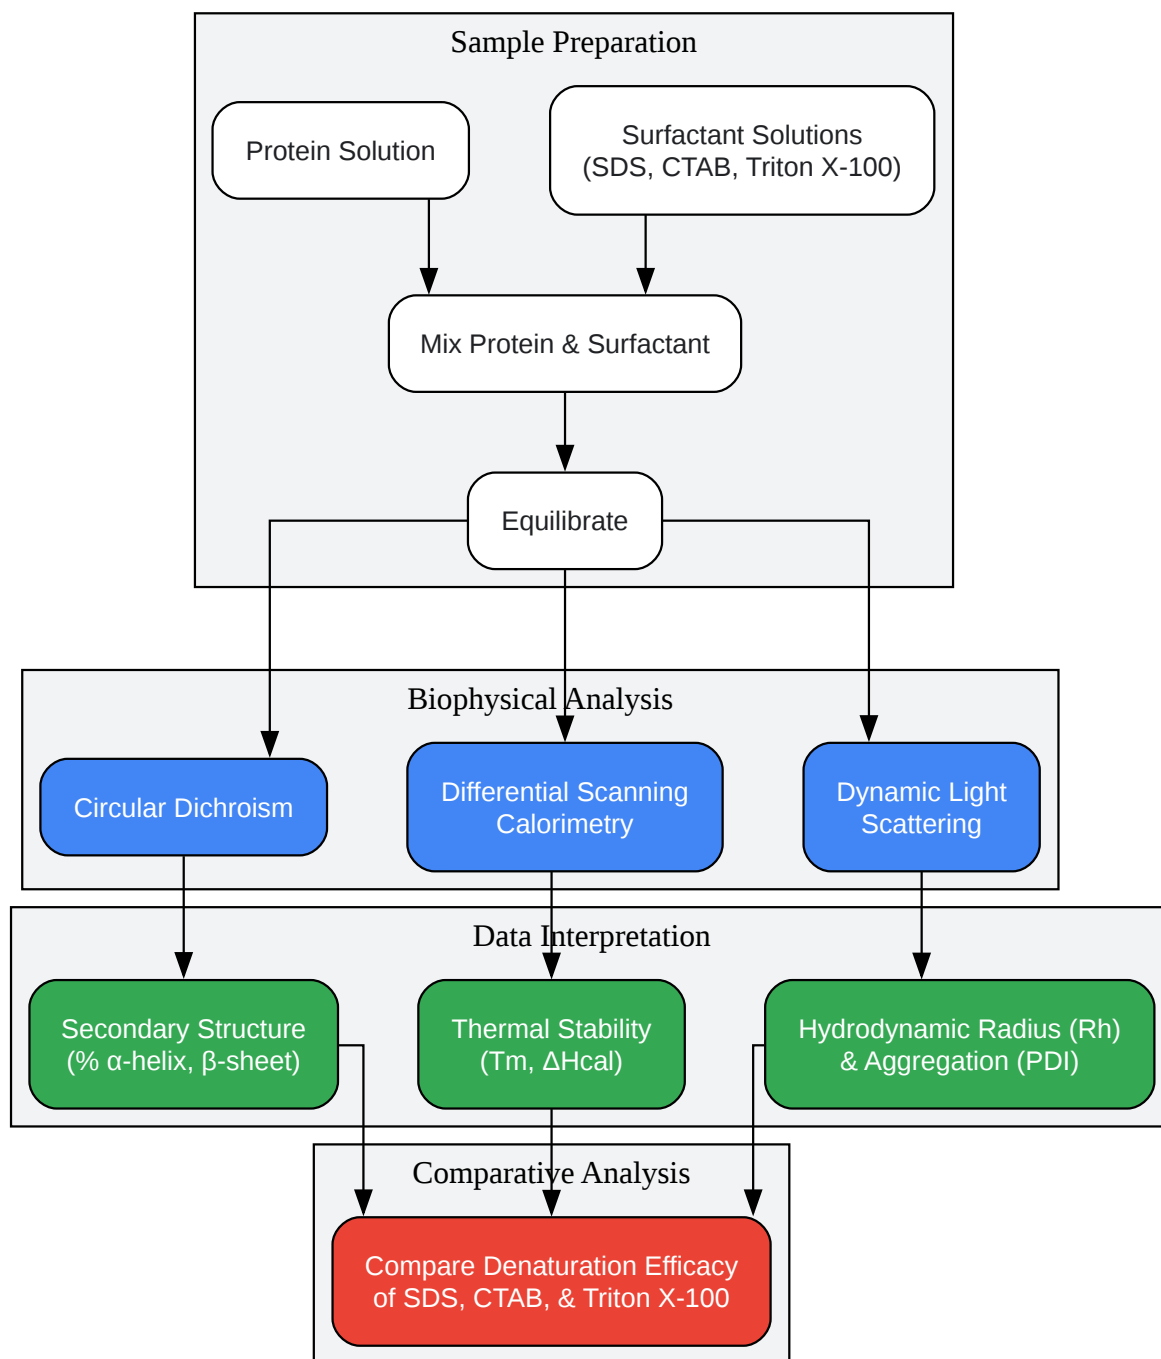 Sample Preparation
Protein Solution
Surfactant Solutions
(SDS, CTAB, Triton X-100)
Mix Protein & Surfactant
Equilibrate
Biophysical Analysis
Circular Dichroism
Differential Scanning
Calorimetry
Dynamic Light
Scattering
Data Interpretation
Secondary Structure
(% α-helix, β-sheet)
Thermal Stability
(Tm, ΔHcal)
Hydrodynamic Radius (Rh)
& Aggregation (PDI)
Comparative Analysis
Compare Denaturation Efficacy
of SDS, CTAB, & Triton X-100